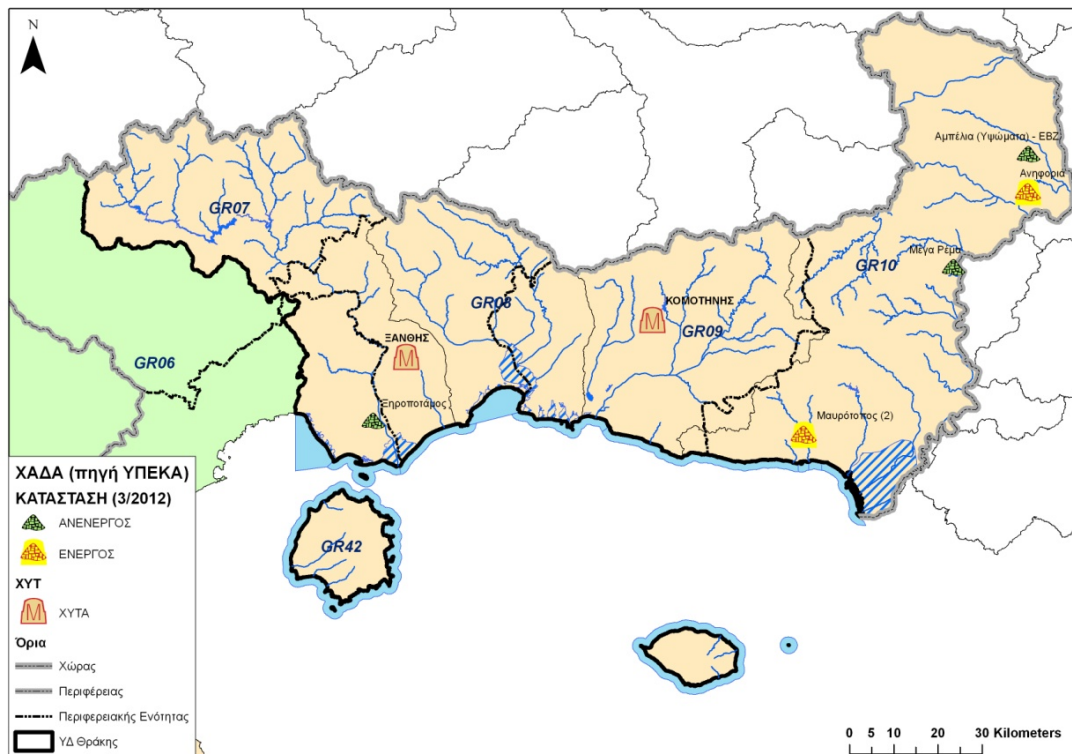 N
Αμπέλια (Υψώματα) - ΕΒΖ
Ανηφοριά
GR07
Μέγα Ρέμα
GR10
GR08
ΚΟΜΟΤΗΝΗΣ
GR09
ΞΑΝΘΗΣ
GR06
Ξηροπόταμος
Μαυρότοπος (2)
GR42
ΧΑΔΑ (πηγή ΥΠΕΚΑ)
ΚΑΤΑΣΤΑΣΗ (3/2012)
ΑΝΕΝΕΡΓΟΣ
ΕΝΕΡΓΟΣ
ΧΥΤ
ΧΥΤΑ
Όρια
Χώρας
Περιφέρειας
Περιφερειακής Ενότητας
ΥΔ Θράκης
0 5 10 20 30 Kilometers